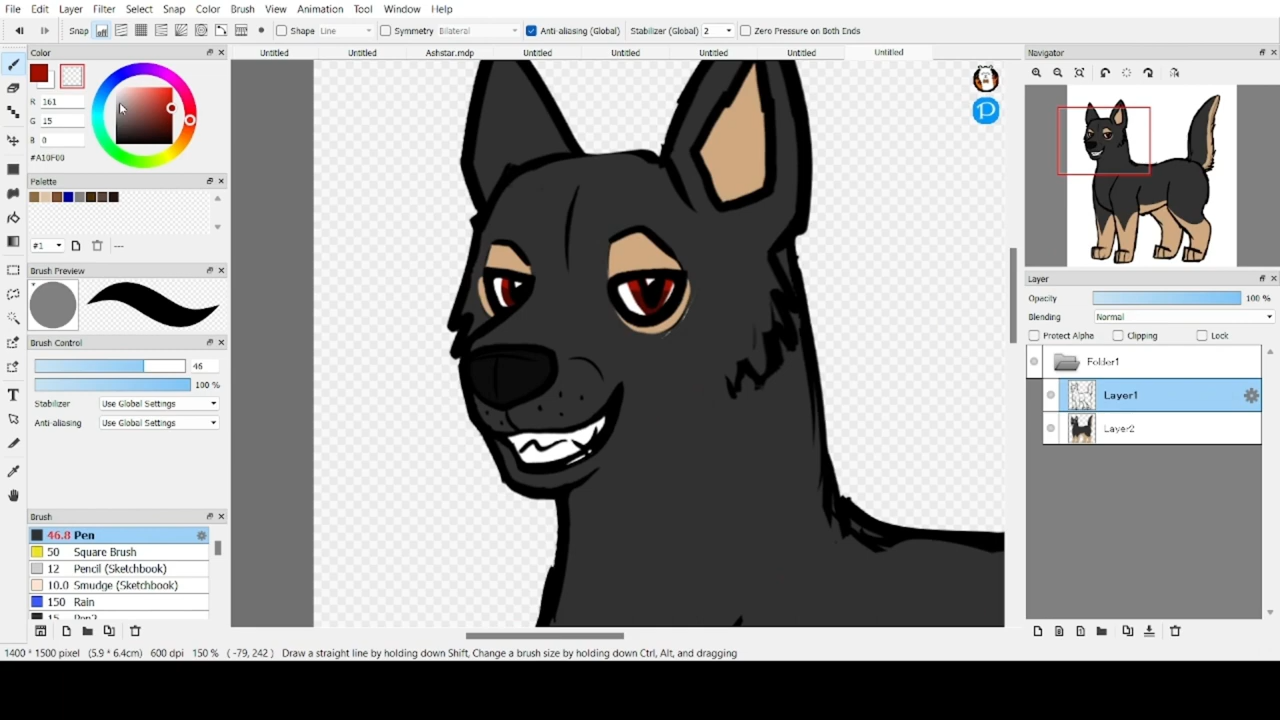 File Edit Layer Filter Select Snap Color Brush View Animation Tool Window Help
Snap off Shape Line Symmetry Bilateral Anti-aliasing (Global) Stabilizer (Global) 2 Zero Pressure on Both Ends
Color
Untitled Untitled Ashstar.mdp Untitled Untitled Untitled Untitled Untitled
Navigator
R 161
G 15
B 0
#A10F00
Palette
#1 ---
Brush Preview
Brush Control
46
100 %
Stabilizer Use Global Settings
Anti-aliasing Use Global Settings
Brush
46.8 Pen
50 Square Brush
12 Pencil (Sketchbook)
10.0 Smudge (Sketchbook)
150 Rain
15 Pen2
Layer
Opacity 100 %
Blending Normal
Protect Alpha Clipping Lock
Folder1
Layer1
Layer2
1400 * 1500 pixel (5.9 * 6.4cm) 600 dpi 150 % ( -79, 242 ) Draw a straight line by holding down Shift, Change a brush size by holding down Ctrl, Alt, and dragging